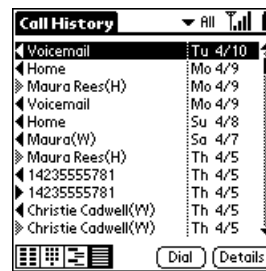 Call History All
Voicemail Tu 4/10
Home Mo 4/9
Maura Rees(H) Mo 4/9
Voicemail Mo 4/9
Home Su 4/8
Maura(W) Sa 4/7
Maura Rees(H) Th 4/5
14235555781 Th 4/5
14235555781 Th 4/5
Christie Cadwell(W) Th 4/5
Christie Cadwell(W) Th 4/5
Dial Details